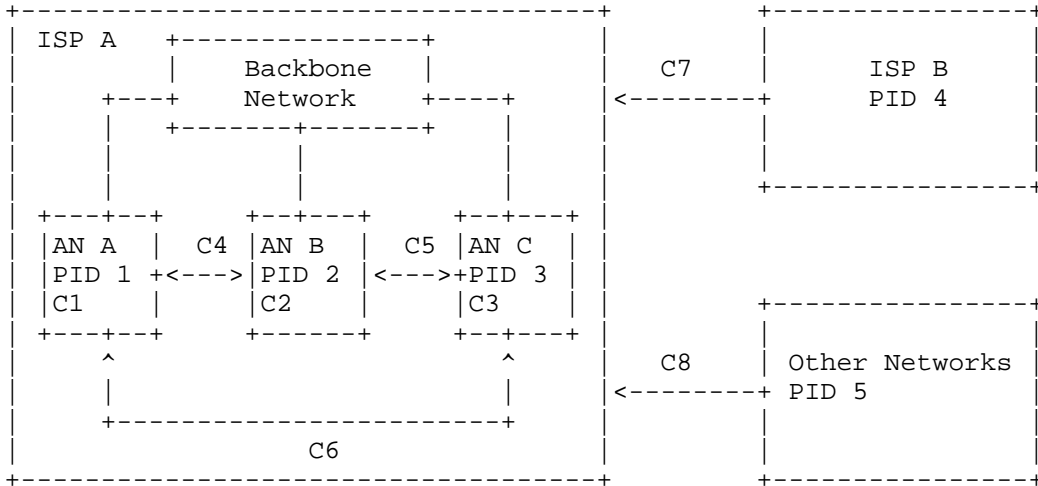 ISP A
Backbone C7 ISP B
Network PID 4
AN A C4 AN B C5 AN C
PID 1 PID 2 PID 3
C1 C2 C3
C8 Other Networks
PID 5
C6